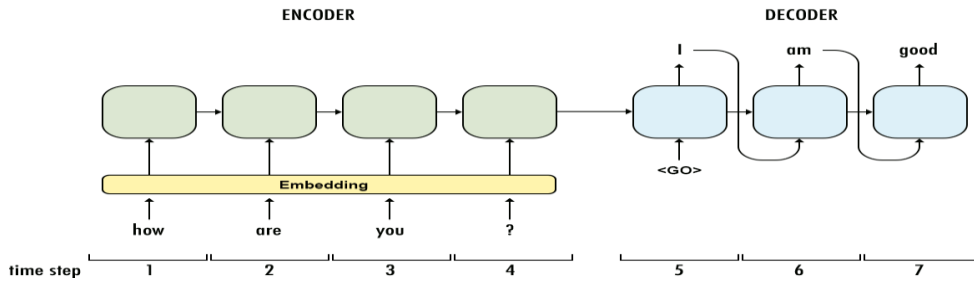 ENCODER DECODER
I am good
<GO>
Embedding
how are you ?
time step 1 2 3 4 5 6 7